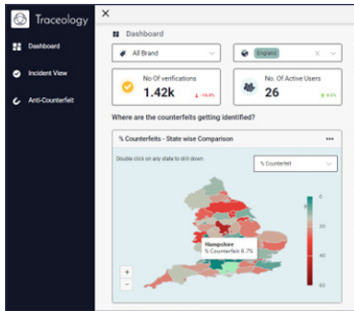 Traceology
Dashboard
Incident View
Anti-Counterfeit
Dashboard
All Brand
England
No Of verifications
1.42k
No. Of Active Users
26
Where are the counterfeits getting identified?
% Counterfeits - State wise Comparison
Double click on any state to drill down
% Counterfeit
Hampshire
% Counterfeit 6.7%
0
20
40
60
+
-